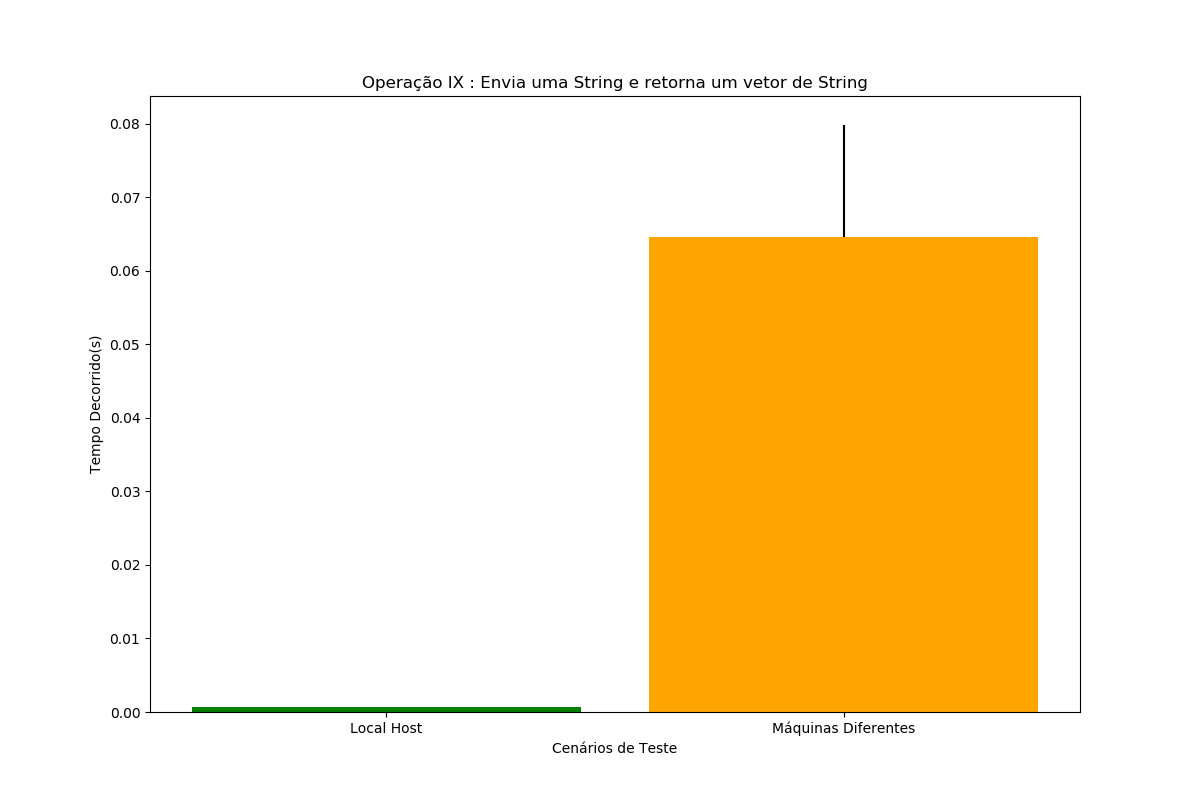 Operação IX : Envia uma String e retorna um vetor de String
0.08
0.07
0.06
0.05
0.04
0.03
0.02
0.01
0.00
Tempo Decorrido(s)
Local Host
Máquinas Diferentes
Cenários de Teste